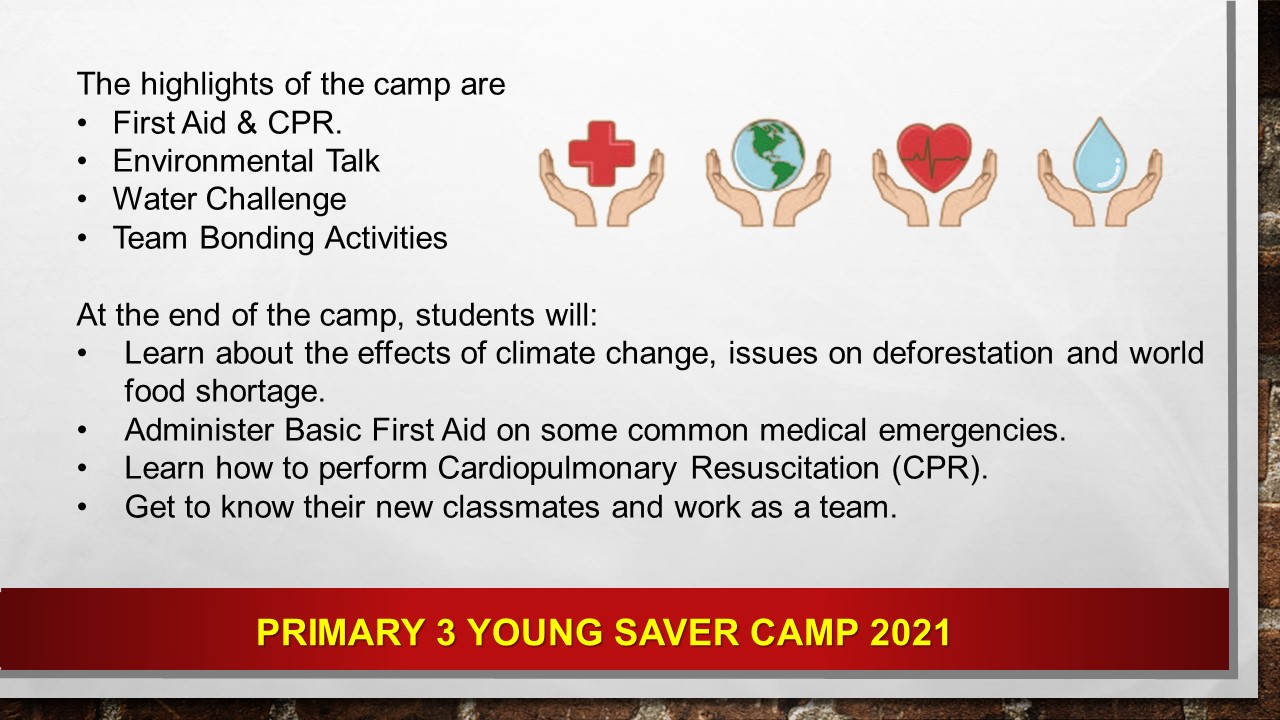 The highlights of the camp are
• First Aid & CPR.
• Environmental Talk
• Water Challenge
• Team Bonding Activities
At the end of the camp, students will:
• Learn about the effects of climate change, issues on deforestation and world
food shortage.
• Administer Basic First Aid on some common medical emergencies.
• Learn how to perform Cardiopulmonary Resuscitation (CPR).
• Get to know their new classmates and work as a team.
PRIMARY 3 YOUNG SAVER CAMP 2021